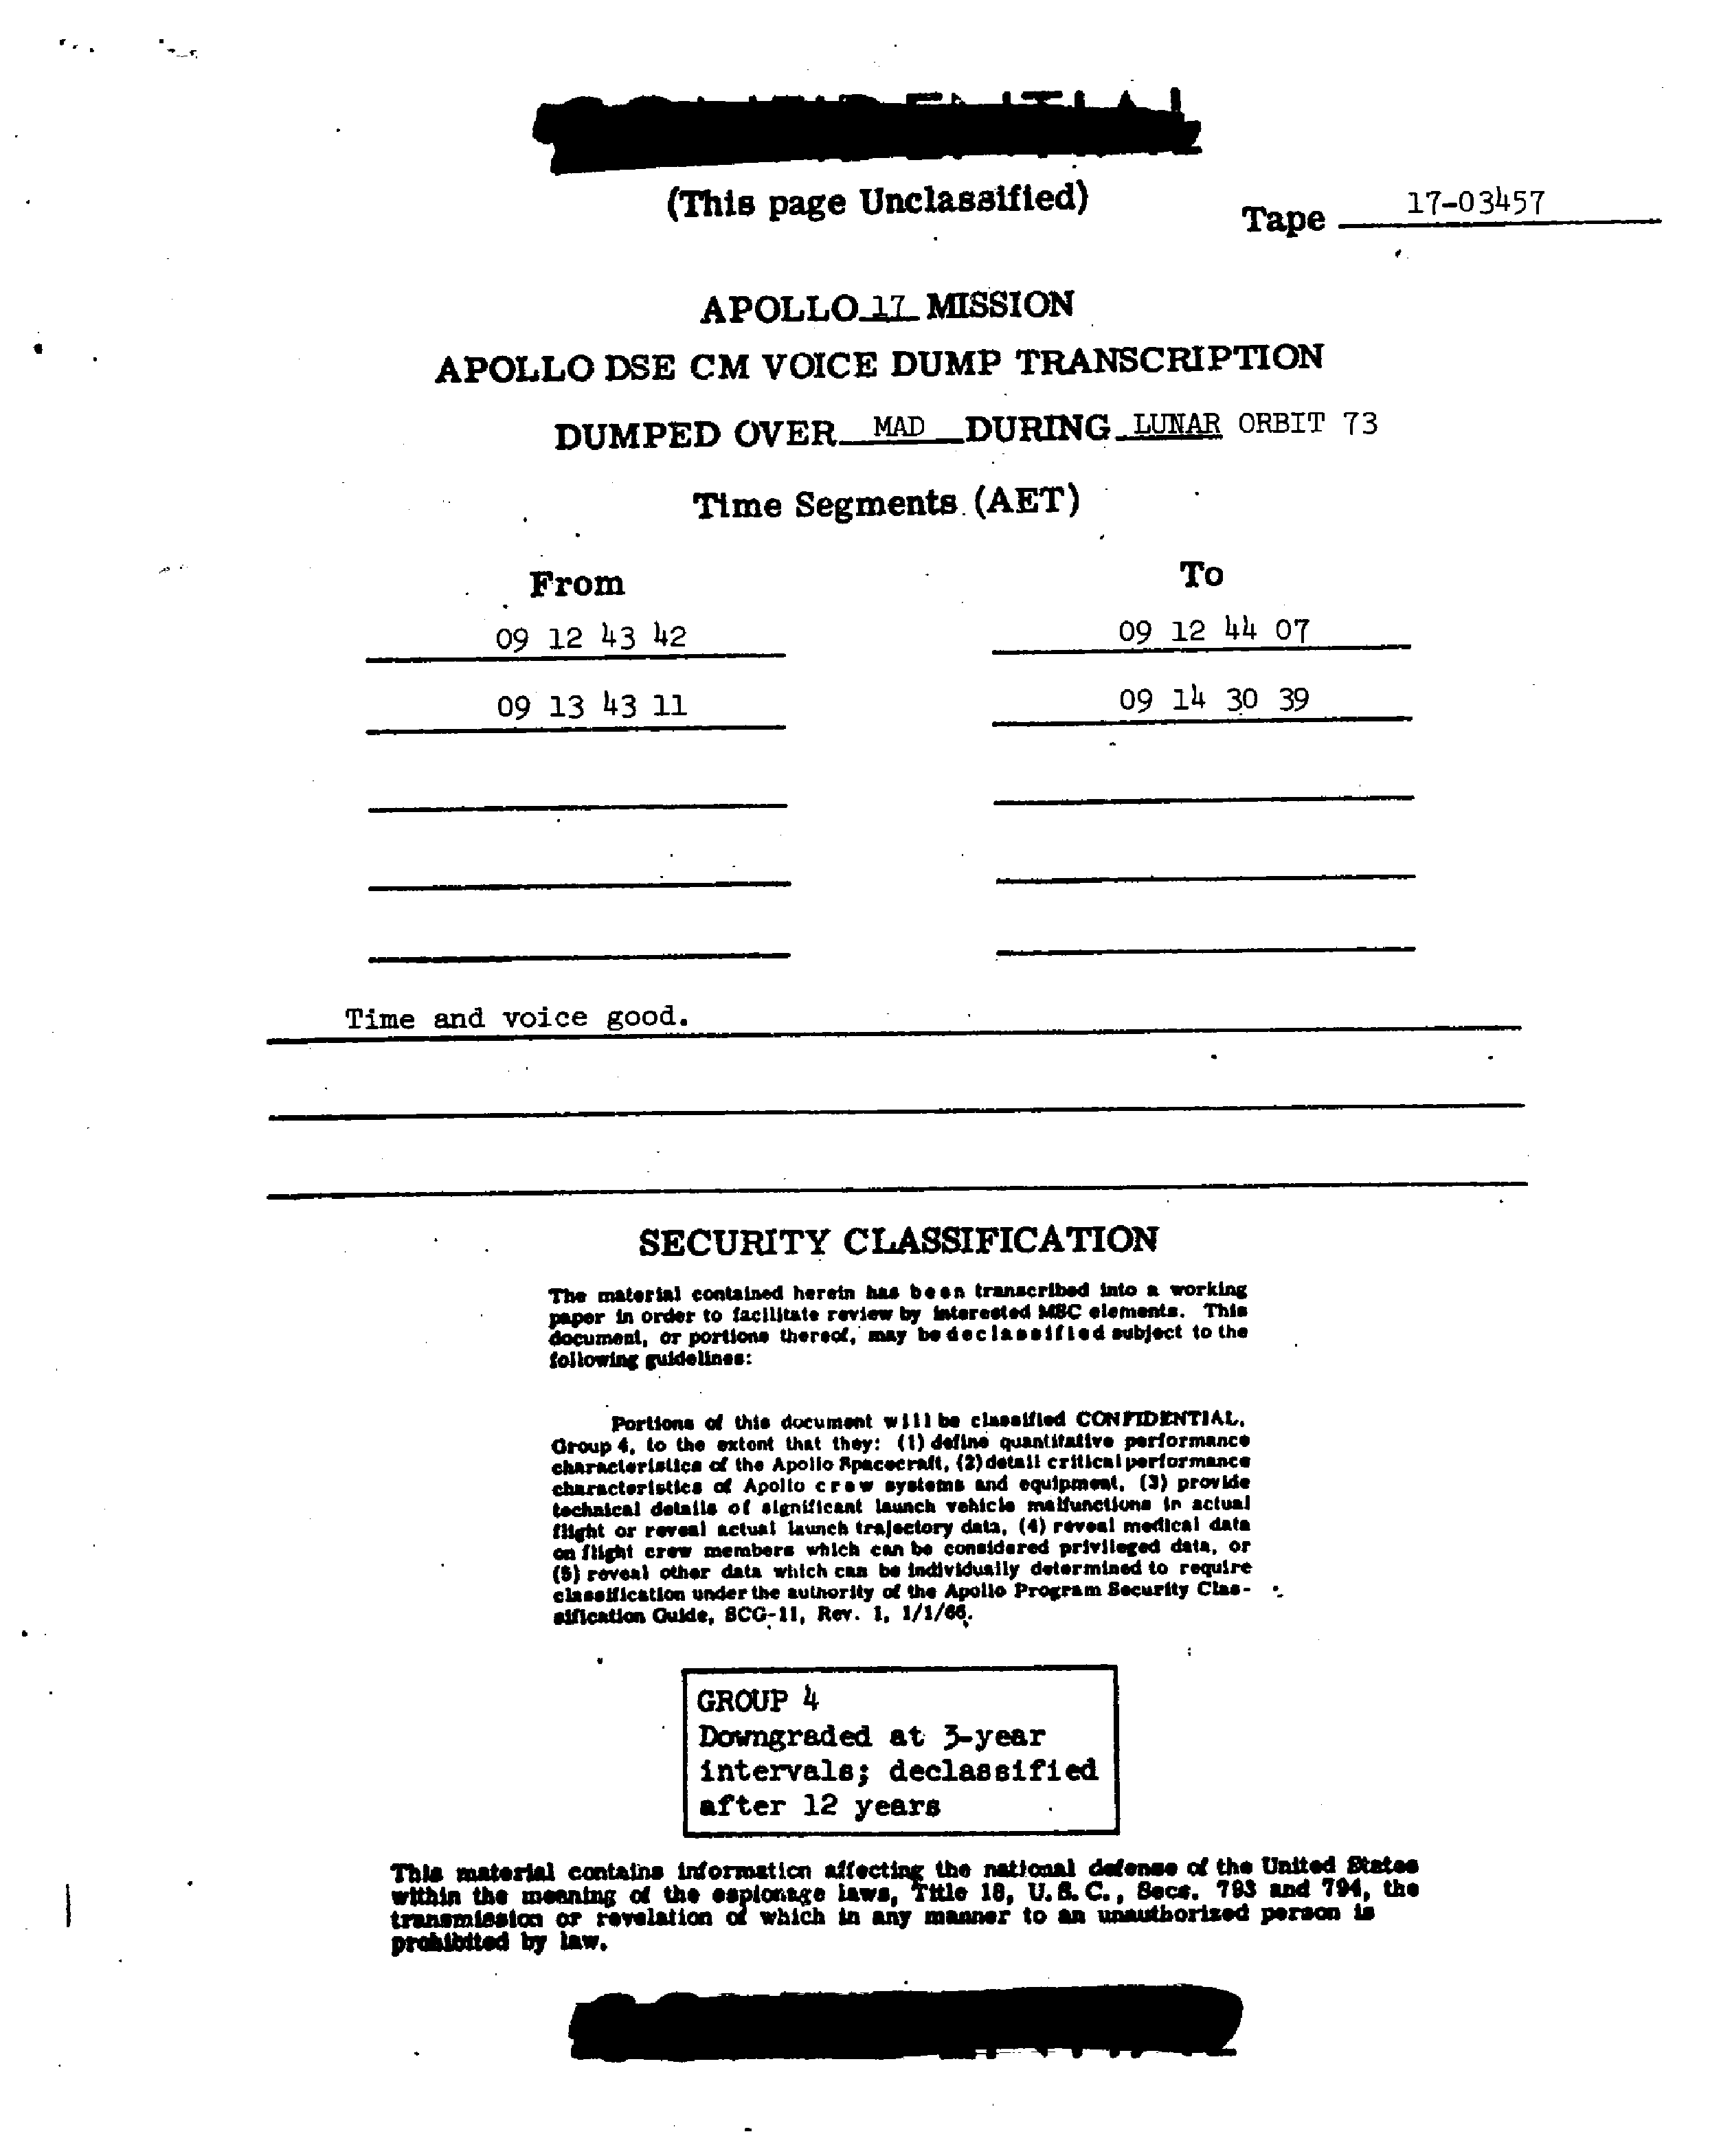 (This page Unclassified)
Tape 17-03457
APOLLO 17 MISSION
APOLLO DSE CM VOICE DUMP TRANSCRIPTION
DUMPED OVER MAD DURING LUNAR ORBIT 73
Time Segments (AET)
From To
09 12 43 42 09 12 44 07
09 13 43 11 09 14 30 39
Time and voice good.
SECURITY CLASSIFICATION
The material contained herein has been transcribed into a working
paper in order to facilitate review by interested MSC elements. This
document, or portions thereof, may be declassified subject to the
following guidelines:
Portions of this document will be classified CONFIDENTIAL,
Group 4, to the extent that they: (1) define quantitative performance
characteristics of the Apollo Spacecraft, (2) detail critical performance
characteristics of Apollo crew systems and equipment, (3) provide
technical details of significant launch vehicle malfunctions in actual
flight or reveal actual launch trajectory data, (4) reveal medical data
on flight crew members which can be considered privileged data, or
(5) reveal other data which can be individually determined to require
classification under the authority of the Apollo Program Security Clas-
sification Guide, SCG-11, Rev. 1, 1/1/66.
GROUP 4
Downgraded at 3-year
intervals; declassified
after 12 years
This material contains information affecting the national defense of the United States
within the meaning of the espionage laws, Title 18, U.S.C., Secs. 793 and 794, the
transmission or revelation of which in any manner to an unauthorized person is
prohibited by law.